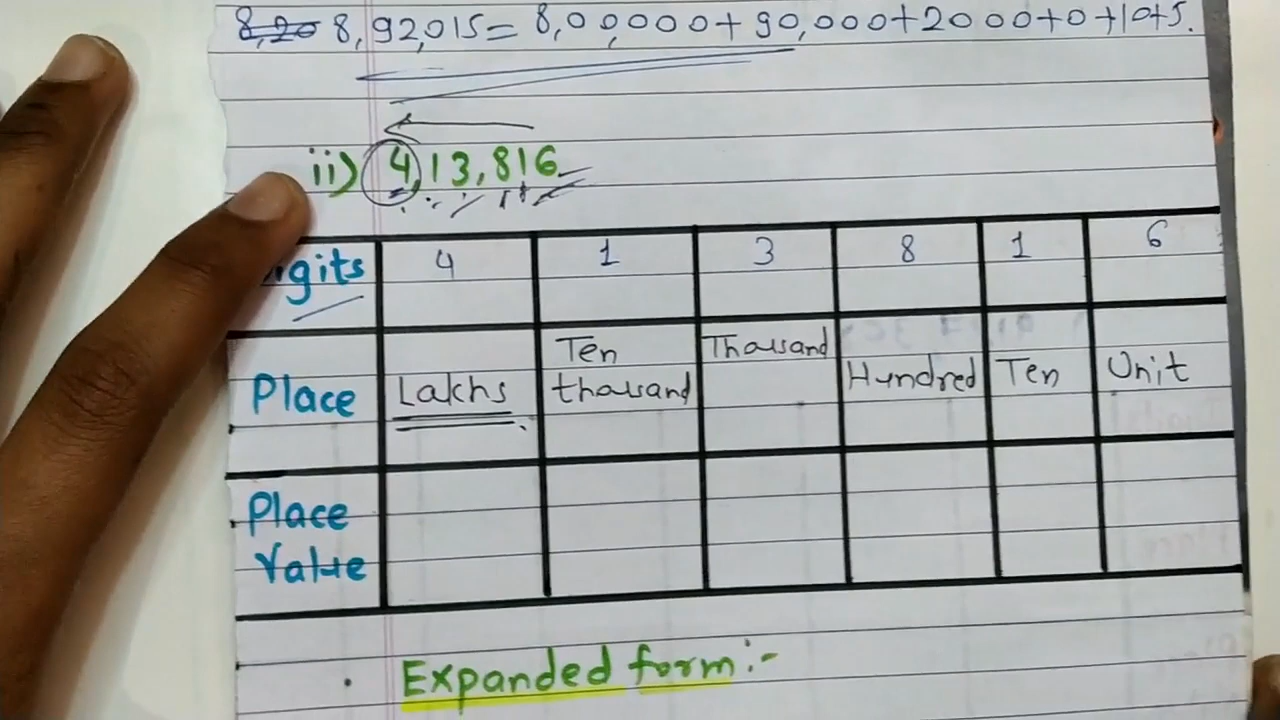 8,20 8,92,015= 8,00,000+90,000+2000+0+10+5.
ii) 4,13,816
igits 4 1 3 8 1 6
Place Lakhs Ten thousand Thousand Hundred Ten Unit
Place Value
Expanded form:-